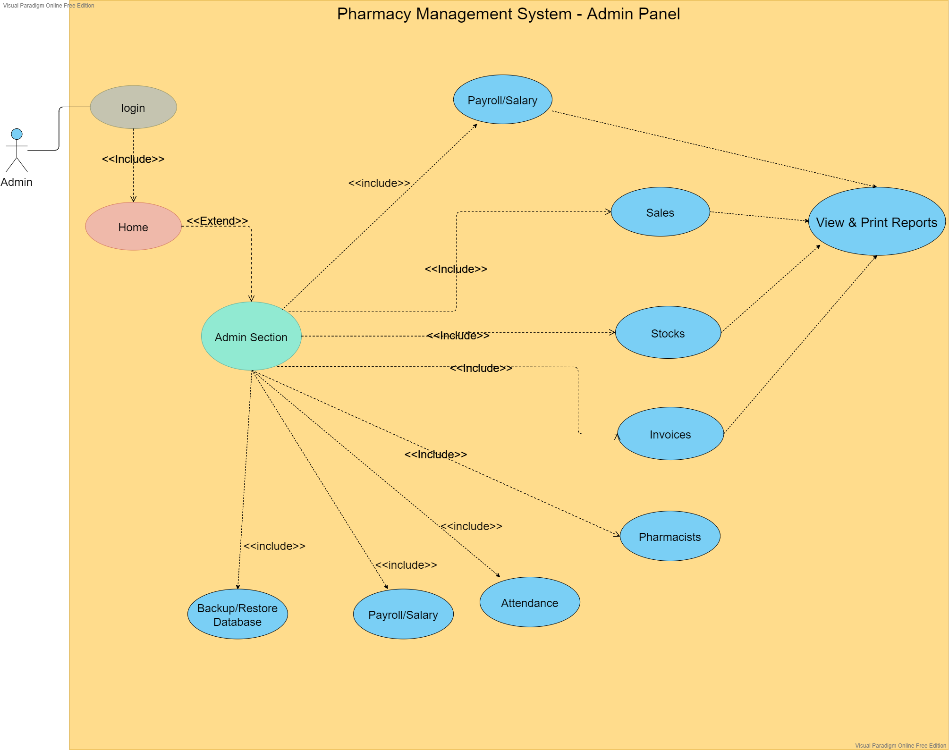 Visual Paradigm Online Free Edition
Pharmacy Management System - Admin Panel
login
Payroll/Salary
Admin
<<Include>>
<<include>>
Home
<<Extend>>
Sales
View & Print Reports
<<Include>>
Admin Section
<<Include>>
Stocks
<<Include>>
Invoices
<<Include>>
<<include>>
Pharmacists
<<include>>
<<include>>
Backup/Restore
Database
Payroll/Salary
Attendance
Visual Paradigm Online Free Edition